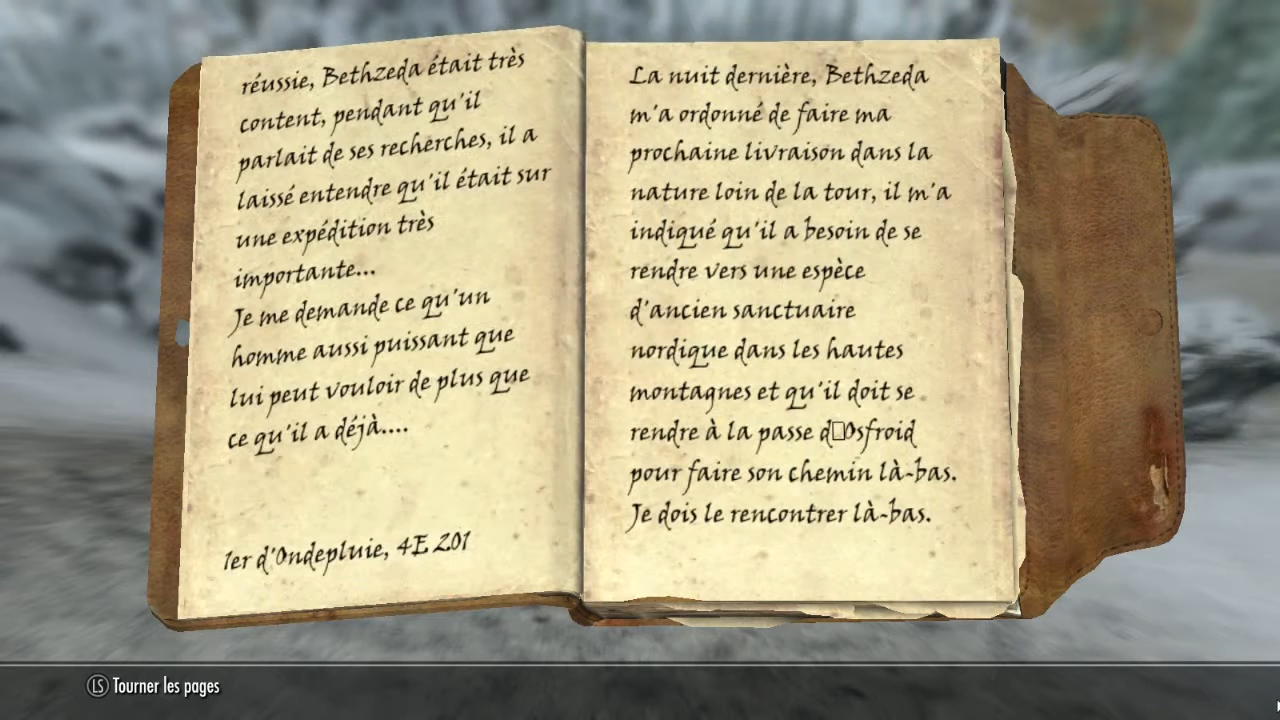 réussie, Bethzeda était très
content, pendant qu'il
parlait de ses recherches, il a
laissé entendre qu'il était sur
une expédition très
importante...
Je me demande ce qu'un
homme aussi puissant que
lui peut vouloir de plus que
ce qu'il a déjà....
1er d'Ondepluie, 4E 201
La nuit dernière, Bethzeda
m'a ordonné de faire ma
prochaine livraison dans la
nature loin de la tour, il m'a
indiqué qu'il a besoin de se
rendre vers une espèce
d'ancien sanctuaire
nordique dans les hautes
montagnes et qu'il doit se
rendre à la passe d□Osfroid
pour faire son chemin là-bas.
Je dois le rencontrer là-bas.
LS Tourner les pages